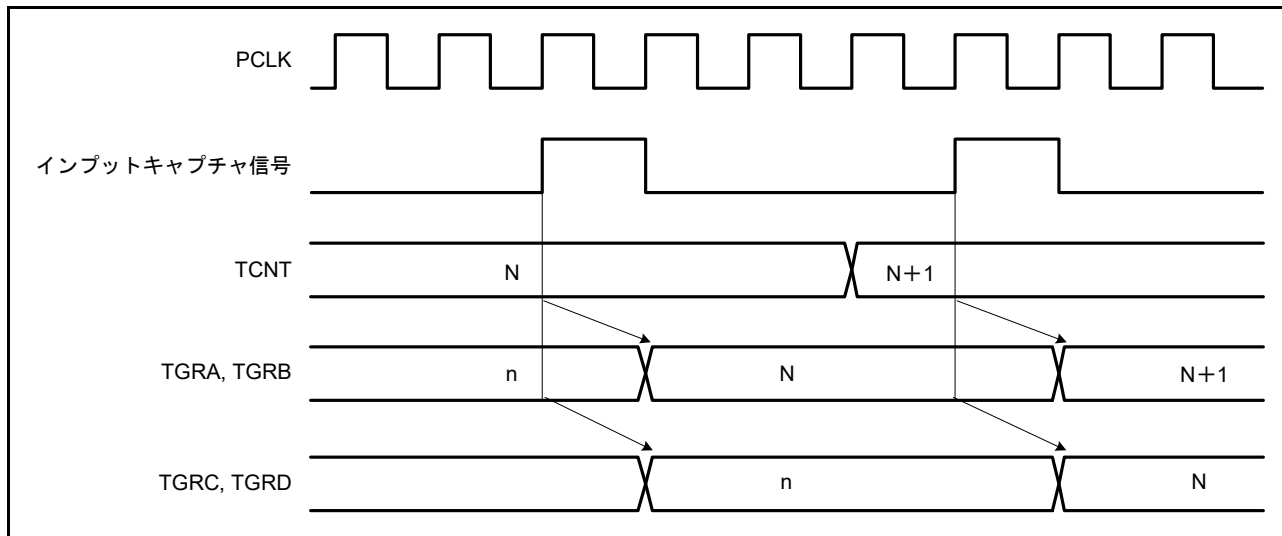 PCLK
インプットキャプチャ信号
TCNT N N+1
TGRA, TGRB n N N+1
TGRC, TGRD n N